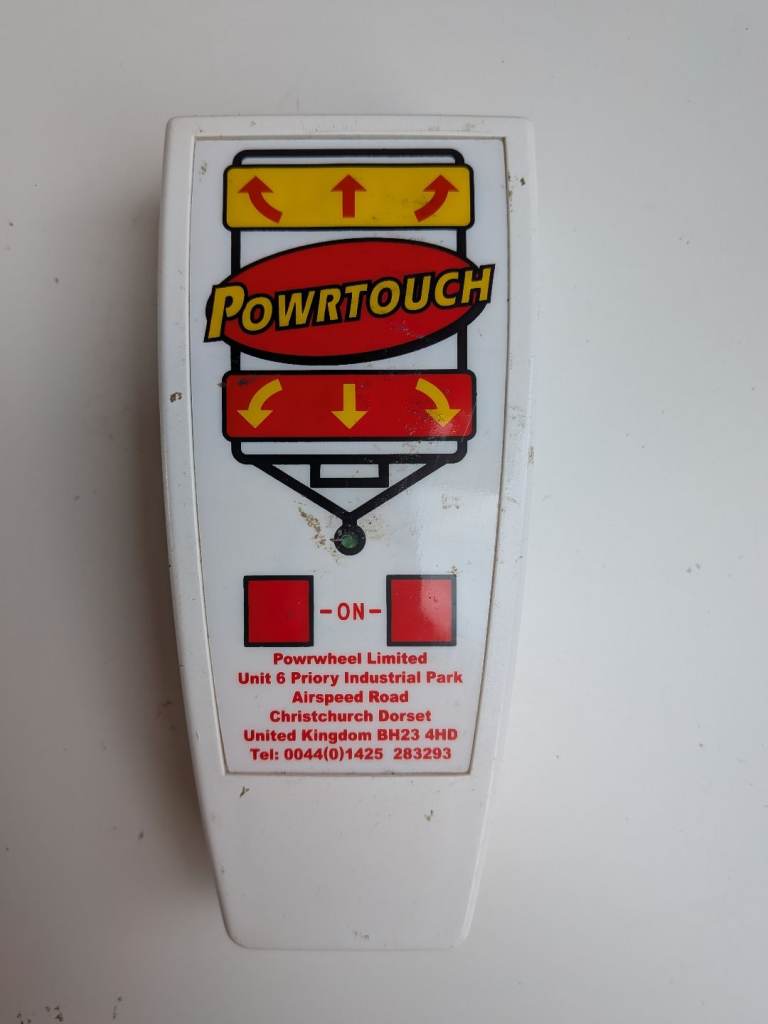 POWRTOUCH
-ON-
Powrwheel Limited
Unit 6 Priory Industrial Park
Airspeed Road
Christchurch Dorset
United Kingdom BH23 4HD
Tel: 0044(0)1425 283293